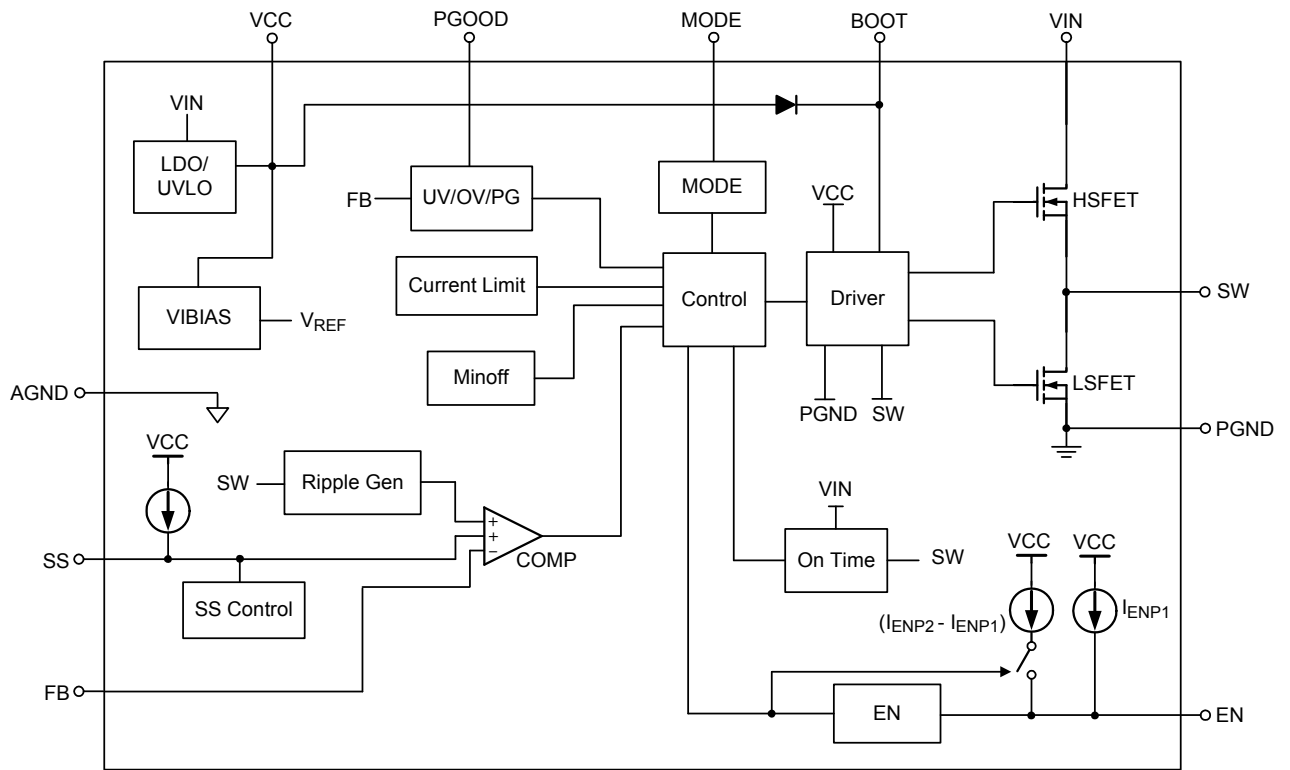 VCC
PGOOD
MODE
BOOT
VIN
VIN
LDO/
UVLO
FB
UV/OV/PG
MODE
VCC
HSFET
Current Limit
Control
Driver
SW
VIBIAS
VREF
Minoff
LSFET
AGND
PGND
SW
PGND
VCC
SW
Ripple Gen
+
+
−
COMP
VIN
SS
On Time
SW
VCC
VCC
SS Control
(IENP2 - IENP1)
IENP1
FB
EN
EN